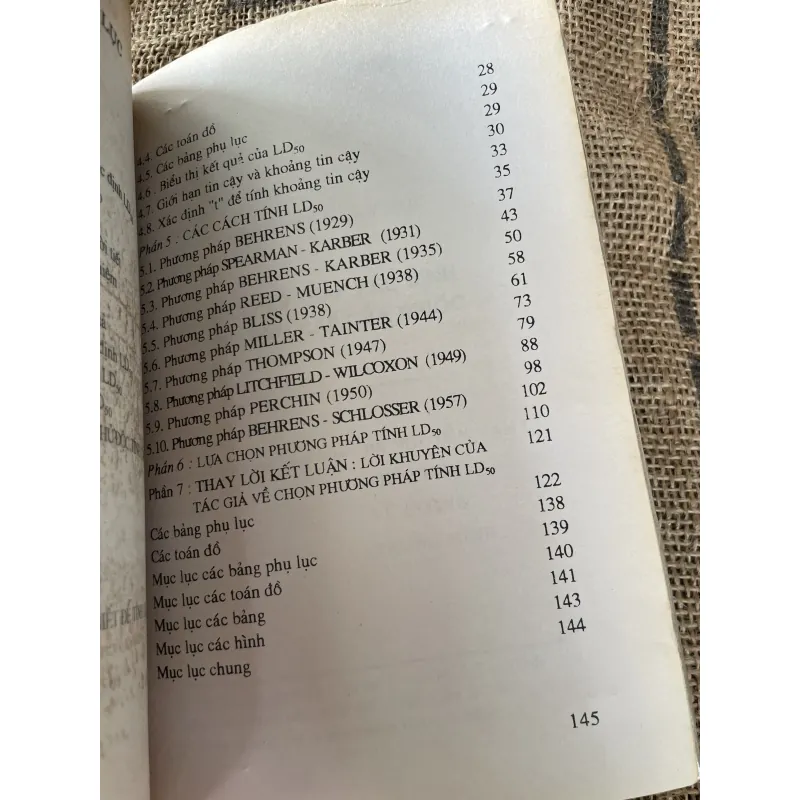 LỤC
định LD₅₀
4.4. Các toán đồ 28
4.5. Các bảng phụ lục 29
4.6. Biểu thị kết quả của LD₅₀ 29
4.7. Giới hạn tin cậy và khoảng tin cậy 30
4.8. Xác định "t" để tính khoảng tin cậy 33
Phần 5 : CÁC CÁCH TÍNH LD₅₀ 35
5.1. Phương pháp BEHRENS (1929) 37
5.2. Phương pháp SPEARMAN - KARBER (1931) 43
5.3. Phương pháp BEHRENS - KARBER (1935) 50
5.4. Phương pháp REED - MUENCH (1938) 58
5.5. Phương pháp BLISS (1938) 61
5.6. Phương pháp MILLER - TAINTER (1944) 73
5.7. Phương pháp THOMPSON (1947) 79
5.8. Phương pháp LITCHFIELD - WILCOXON (1949) 88
5.9. Phương pháp PERCHIN (1950) 98
5.10. Phương pháp BEHRENS - SCHLOSSER (1957) 102
Phần 6 : LỰA CHỌN PHƯƠNG PHÁP TÍNH LD₅₀ 110
Phần 7 : THAY LỜI KẾT LUẬN : LỜI KHUYÊN CỦA 121
TÁC GIẢ VỀ CHỌN PHƯƠNG PHÁP TÍNH LD₅₀
Các bảng phụ lục 122
Các toán đồ 138
Mục lục các bảng phụ lục 139
Mục lục các toán đồ 140
Mục lục các bảng 141
Mục lục các hình 143
Mục lục chung 144
145